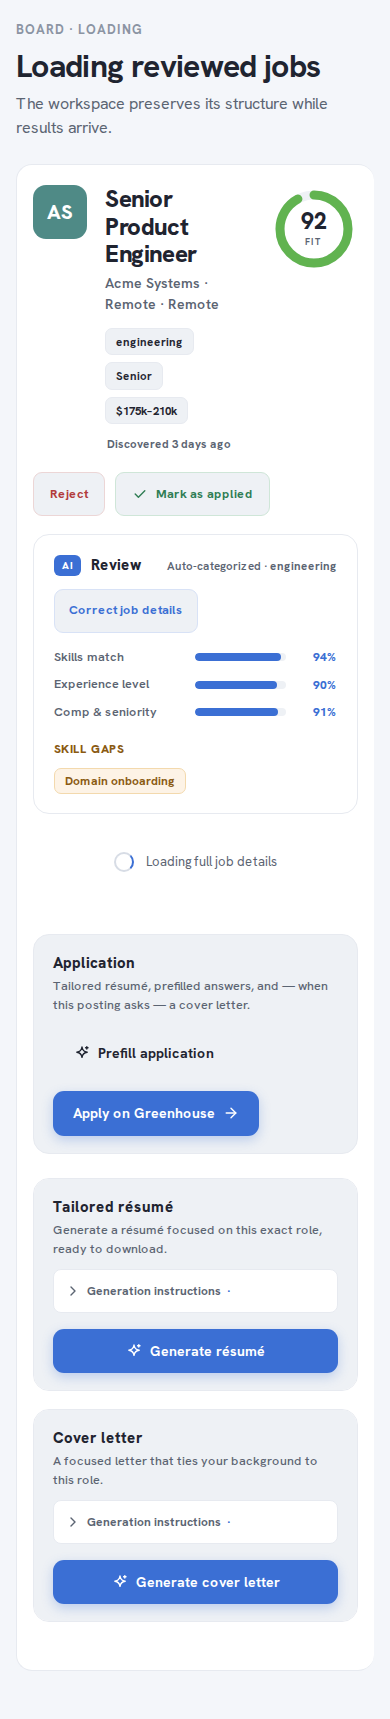 BOARD · LOADING
Loading reviewed jobs
The workspace preserves its structure while
results arrive.
AS
Senior
Product
Engineer
92
FIT
Acme Systems ·
Remote · Remote
engineering
Senior
$175k–210k
Discovered 3 days ago
Reject
Mark as applied
AI
Review
Auto-categorized · engineering
Correct job details
Skills match
94%
Experience level
90%
Comp & seniority
91%
SKILL GAPS
Domain onboarding
Loading full job details
Application
Tailored résumé, prefilled answers, and — when
this posting asks — a cover letter.
Prefill application
Apply on Greenhouse
Tailored résumé
Generate a résumé focused on this exact role,
ready to download.
Generation instructions ·
Generate résumé
Cover letter
A focused letter that ties your background to
this role.
Generation instructions ·
Generate cover letter